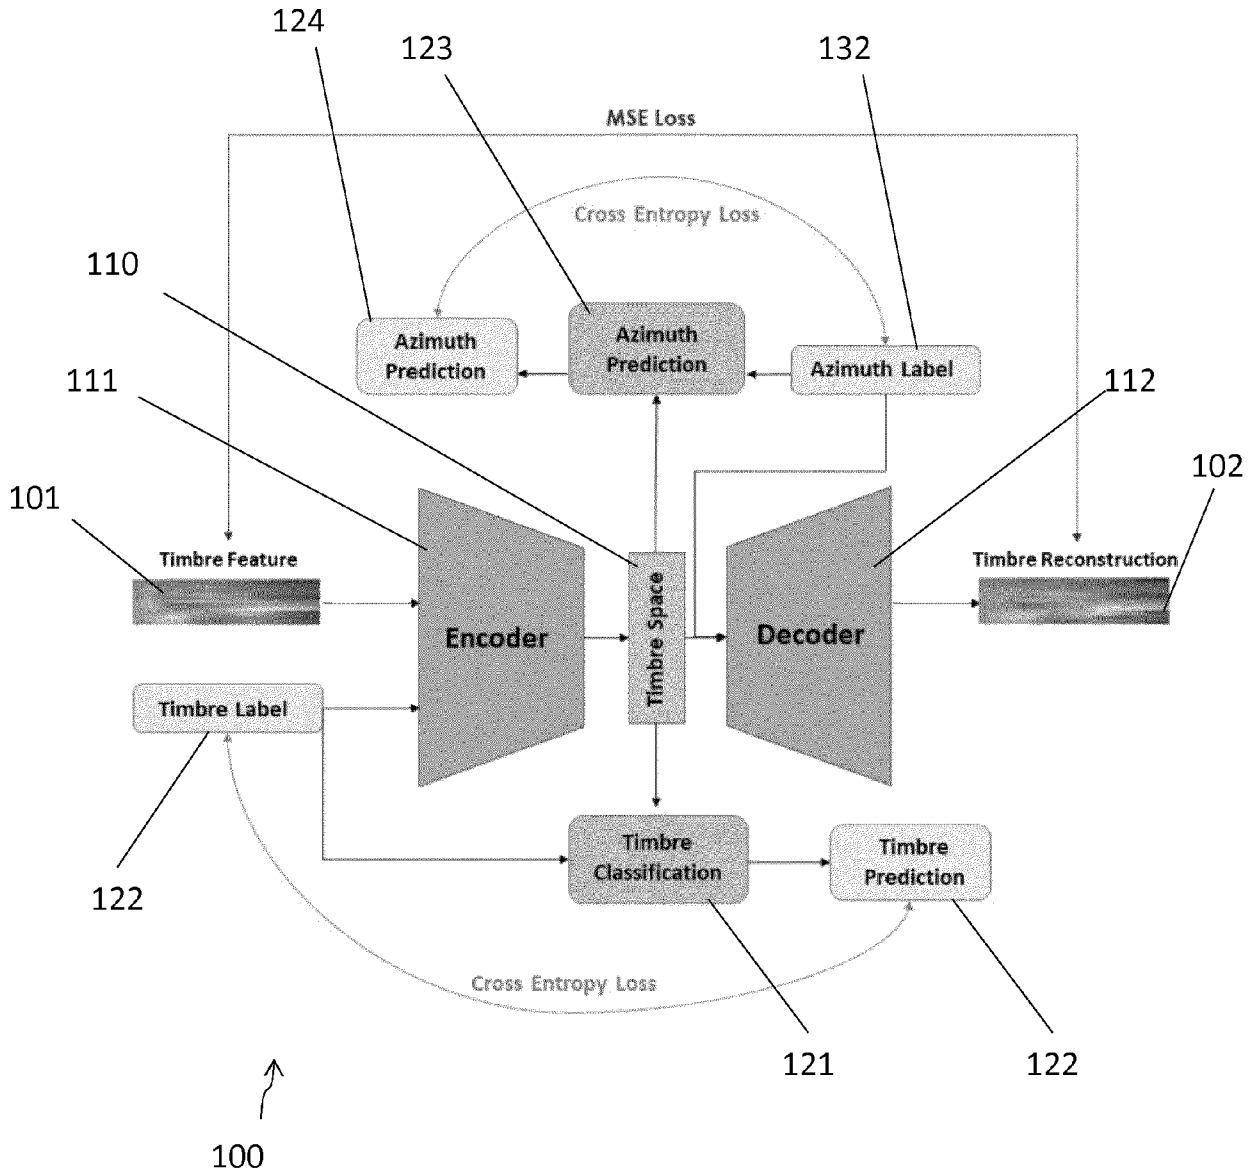 124
123
132
MSE Loss
Cross Entropy Loss
110
Azimuth
Prediction
Azimuth
Prediction
Azimuth Label
111
112
101
102
Timbre Feature
Timbre Reconstruction
Encoder
Timbre Space
Decoder
Timbre Label
122
Timbre
Classification
Timbre
Prediction
Cross Entropy Loss
121
122
100